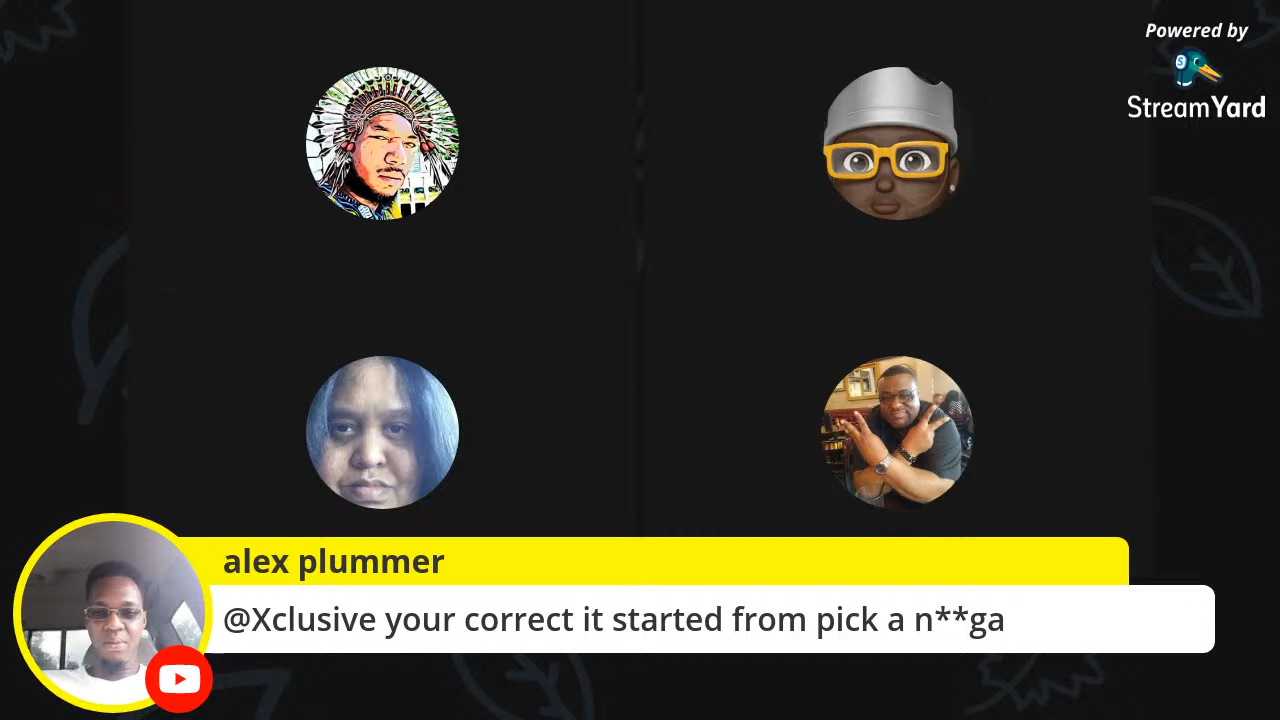 Powered by
StreamYard
alex plummer
@Xclusive your correct it started from pick a n**ga